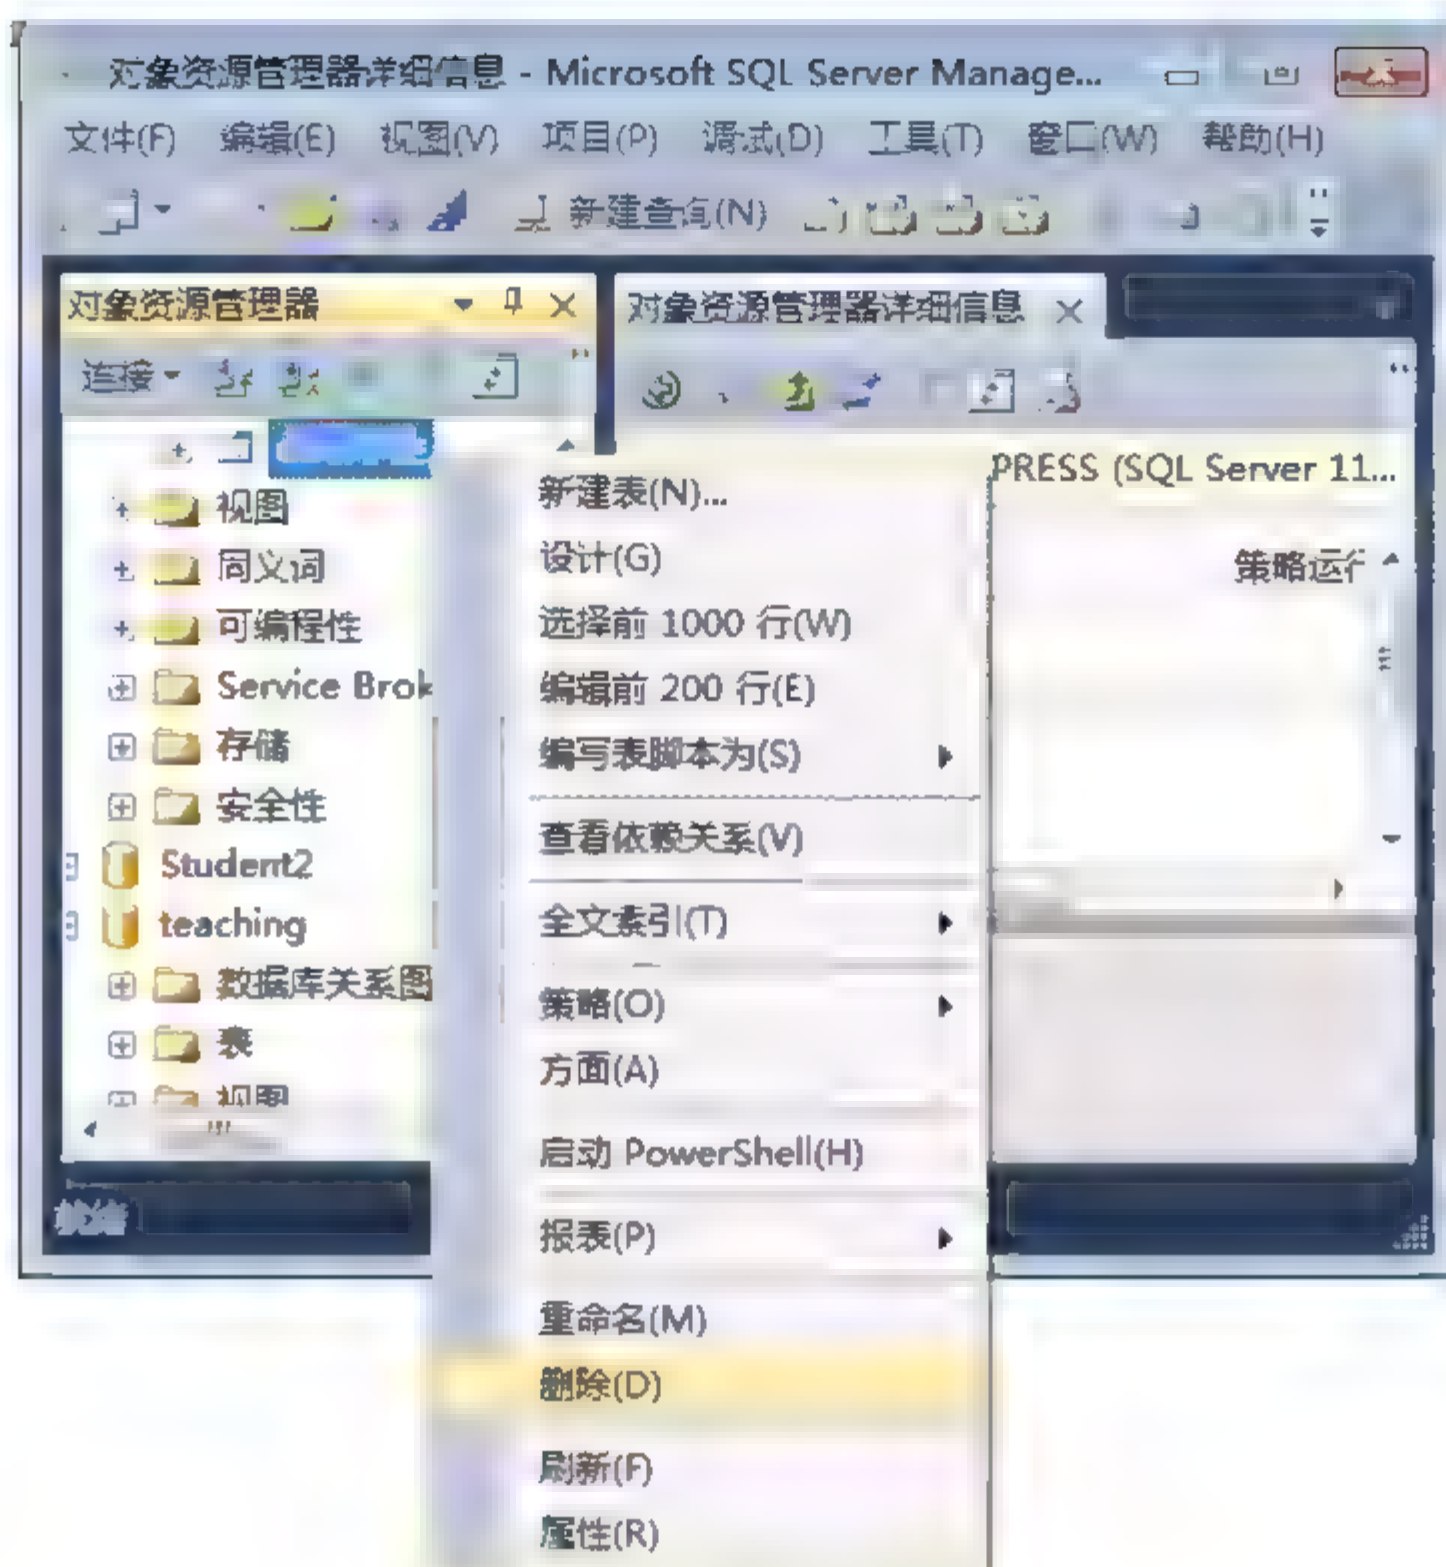 对象资源管理器详细信息 - Microsoft SQL Server Manage...
文件(F) 编辑(E) 视图(V) 项目(P) 调试(D) 工具(T) 窗口(W) 帮助(H)
新建查询(N)
对象资源管理器
对象资源管理器详细信息
连接
PRESS (SQL Server 11...
策略运行
视图
同义词
可编程性
Service Brok
存储
安全性
Student2
teaching
数据库关系图
表
视图
就绪
新建表(N)...
设计(G)
选择前 1000 行(W)
编辑前 200 行(E)
编写表脚本为(S)
查看依赖关系(V)
全文索引(T)
策略(O)
方面(A)
启动 PowerShell(H)
报表(P)
重命名(M)
删除(D)
刷新(F)
属性(R)